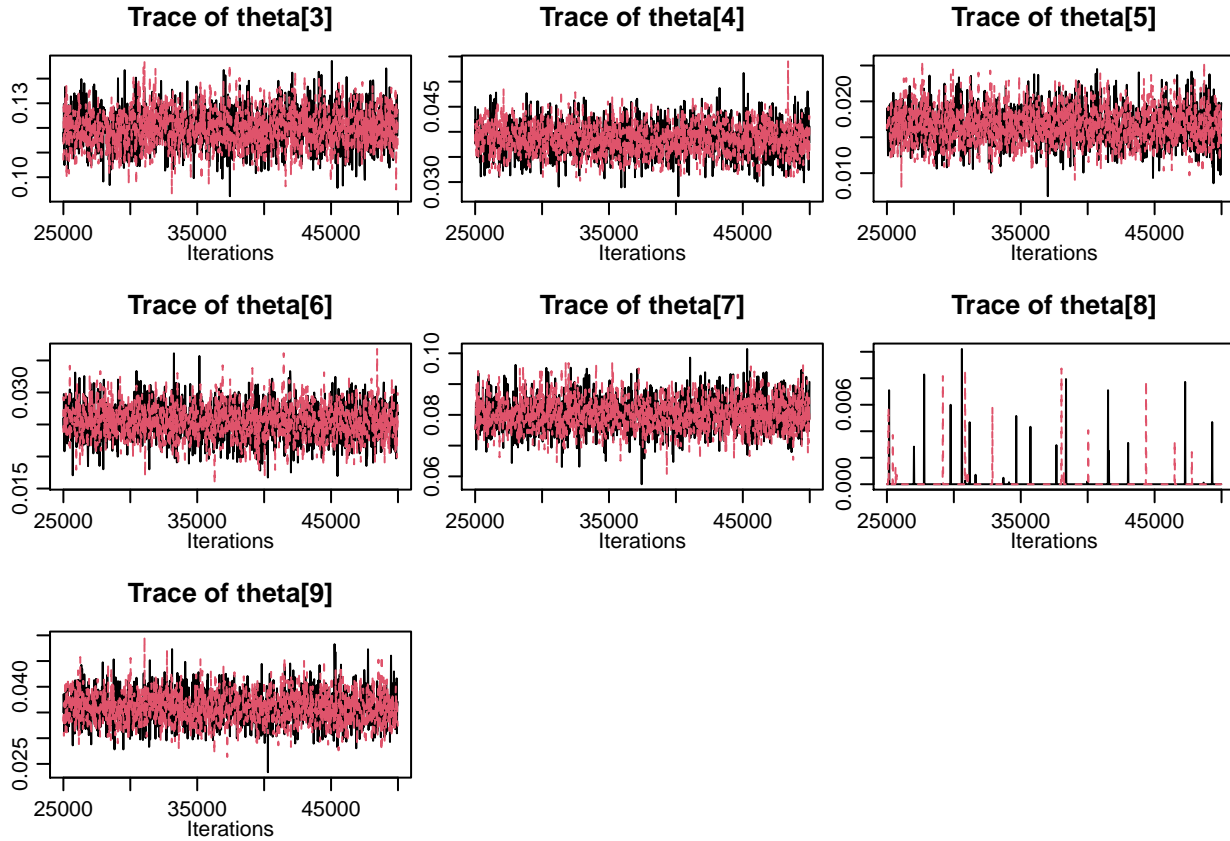 Trace of theta[3]
0.10 0.13
25000 35000 45000
Iterations
Trace of theta[4]
0.030 0.045
25000 35000 45000
Iterations
Trace of theta[5]
0.010 0.020
25000 35000 45000
Iterations
Trace of theta[6]
0.015 0.030
25000 35000 45000
Iterations
Trace of theta[7]
0.06 0.08 0.10
25000 35000 45000
Iterations
Trace of theta[8]
0.000 0.006
25000 35000 45000
Iterations
Trace of theta[9]
0.025 0.040
25000 35000 45000
Iterations